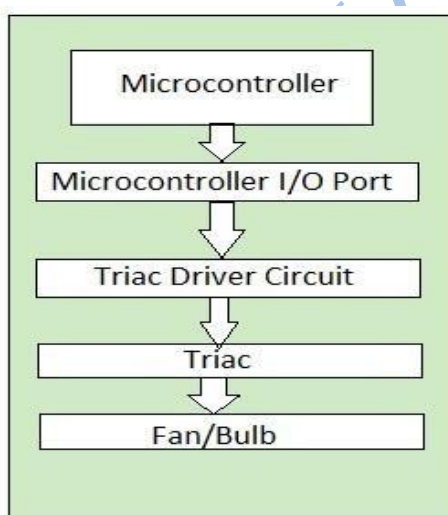 Microcontroller
Microcontroller I/O Port
Triac Driver Circuit
Triac
Fan/Bulb